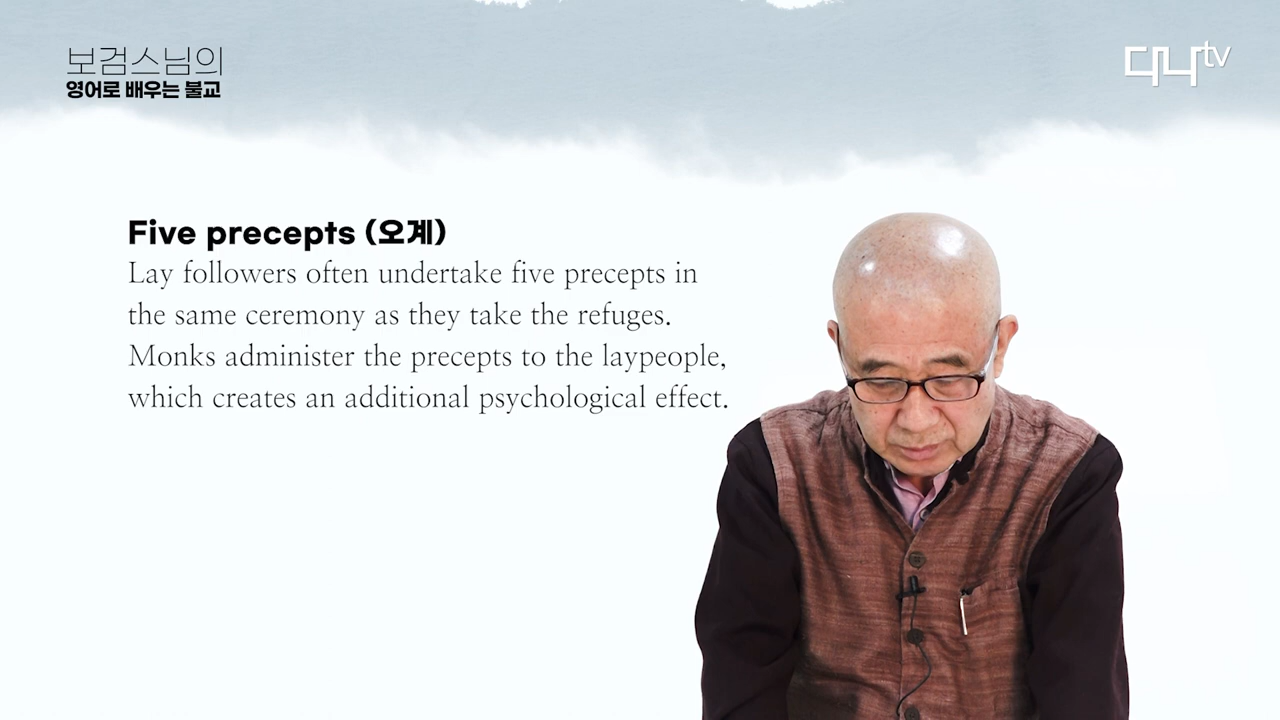 보검스님의
영어로 배우는 불교
디나tv
Five precepts (오계)
Lay followers often undertake five precepts in
the same ceremony as they take the refuges.
Monks administer the precepts to the laypeople,
which creates an additional psychological effect.